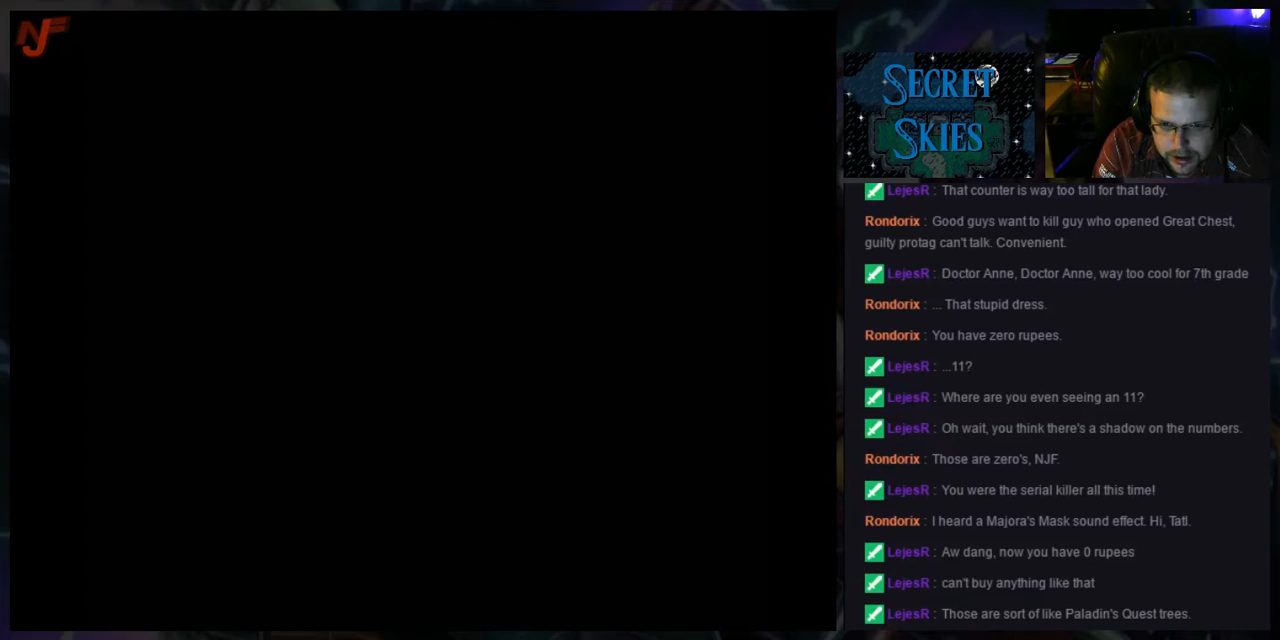 NJF
SECRET
SKIES
LejesR : That counter is way too tall for that lady.
Rondorix : Good guys want to kill guy who opened Great Chest,
guilty protag can't talk. Convenient.
LejesR : Doctor Anne, Doctor Anne, way too cool for 7th grade
Rondorix : ... That stupid dress.
Rondorix : You have zero rupees.
LejesR : ...11?
LejesR : Where are you even seeing an 11?
LejesR : Oh wait, you think there's a shadow on the numbers.
Rondorix : Those are zero's, NJF.
LejesR : You were the serial killer all this time!
Rondorix : I heard a Majora's Mask sound effect. Hi, Tatl.
LejesR : Aw dang, now you have 0 rupees
LejesR : can't buy anything like that
LejesR : Those are sort of like Paladin's Quest trees.